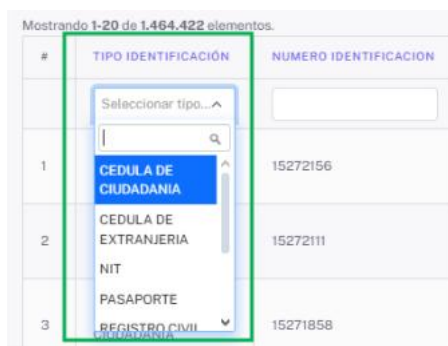 Mostrando 1-20 de 1.464.422 elementos.
# TIPO IDENTIFICACIÓN NUMERO IDENTIFICACION
Seleccionar tipo...
CEDULA DE
CIUDADANIA
1 15272156
CEDULA DE
EXTRANJERIA
2 15272111
NIT
PASAPORTE
REGISTRO CIVIL
3 15271858
CIUDADANIA